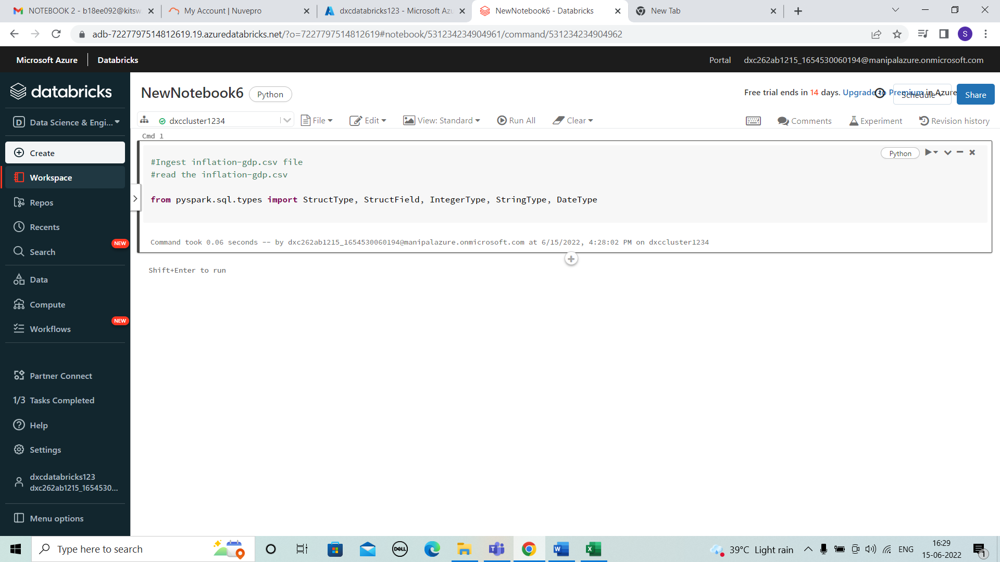 NOTEBOOK 2 - b18ee092@kitsw.
My Account | Nuvepro
dxcdatabricks123 - Microsoft Azu
NewNotebook6 - Databricks
New Tab
adb-7227797514812619.19.azuredatabricks.net/?o=7227797514812619#notebook/531234234904961/command/531234234904962
S
Microsoft Azure
Databricks
Portal
dxc262ab1215_1654530060194@manipalazure.onmicrosoft.com
databricks
NewNotebook6
Python
Free trial ends in 14 days. Upgrade to Premium in Azure
Schedule
Share
D Data Science & Engi...
dxccluster1234
File
Edit
View: Standard
Run All
Clear
Comments
Experiment
Revision history
Cmd 1
Create
Workspace
Repos
Recents
NEW
Search
Data
Compute
NEW
Workflows
Partner Connect
1/3 Tasks Completed
Help
Settings
dxcdatabricks123
dxc262ab1215_1654530...
Menu options
Python
#Ingest inflation-gdp.csv file
#read the inflation-gdp.csv
from pyspark.sql.types import StructType, StructField, IntegerType, StringType, DateType
Command took 0.06 seconds -- by dxc262ab1215_1654530060194@manipalazure.onmicrosoft.com at 6/15/2022, 4:28:02 PM on dxccluster1234
Shift+Enter to run
Type here to search
DELL
39°C Light rain
ENG
16:29
15-06-2022
1